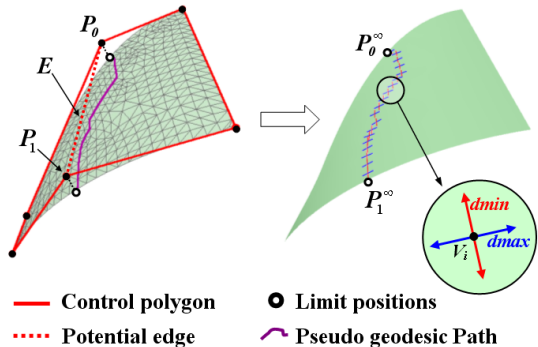 P₀
E
P₁
P₀^∞
P₁^∞
dmin
dmax
Vᵢ
Control polygon
Limit positions
Potential edge
Pseudo geodesic Path